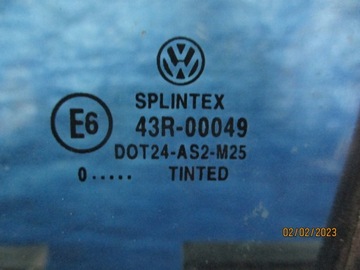 SPLINTEX
E6 43R-00049
DOT24-AS2-M25
0..... TINTED
02/02/2023